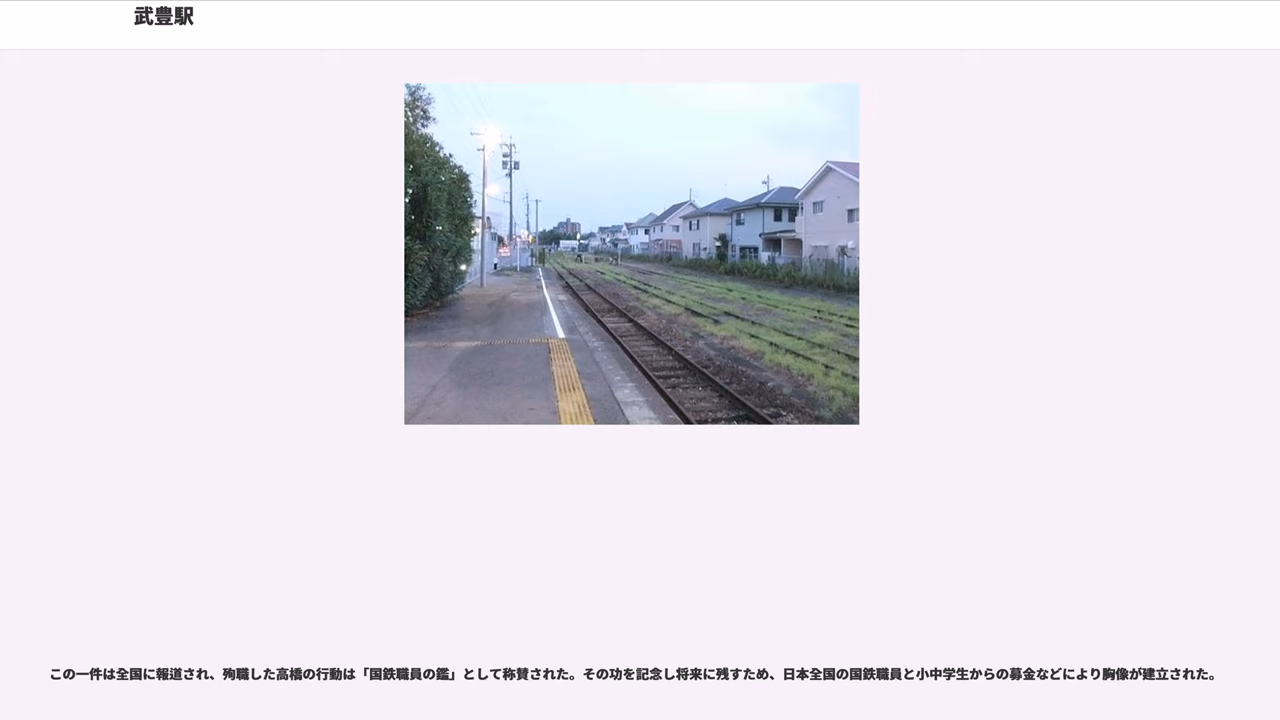 武豊駅
この一件は全国に報道され、殉職した高橋の行動は「国鉄職員の鑑」として称賛された。その功を記念し将来に残すため、日本全国の国鉄職員と小中学生からの募金などにより胸像が建立された。